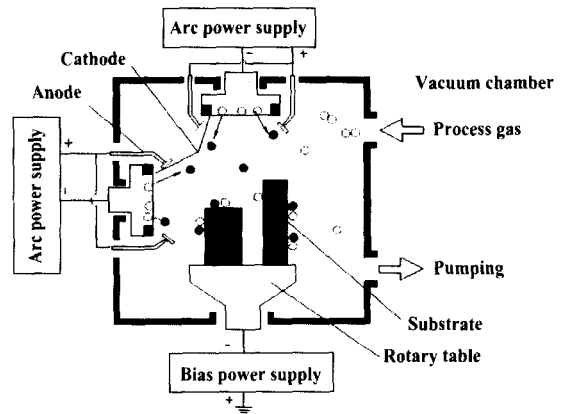 Arc power supply
- +
Cathode
Anode
Vacuum chamber
Process gas
Arc power supply
+
-
Pumping
Substrate
Rotary table
-
Bias power supply
+